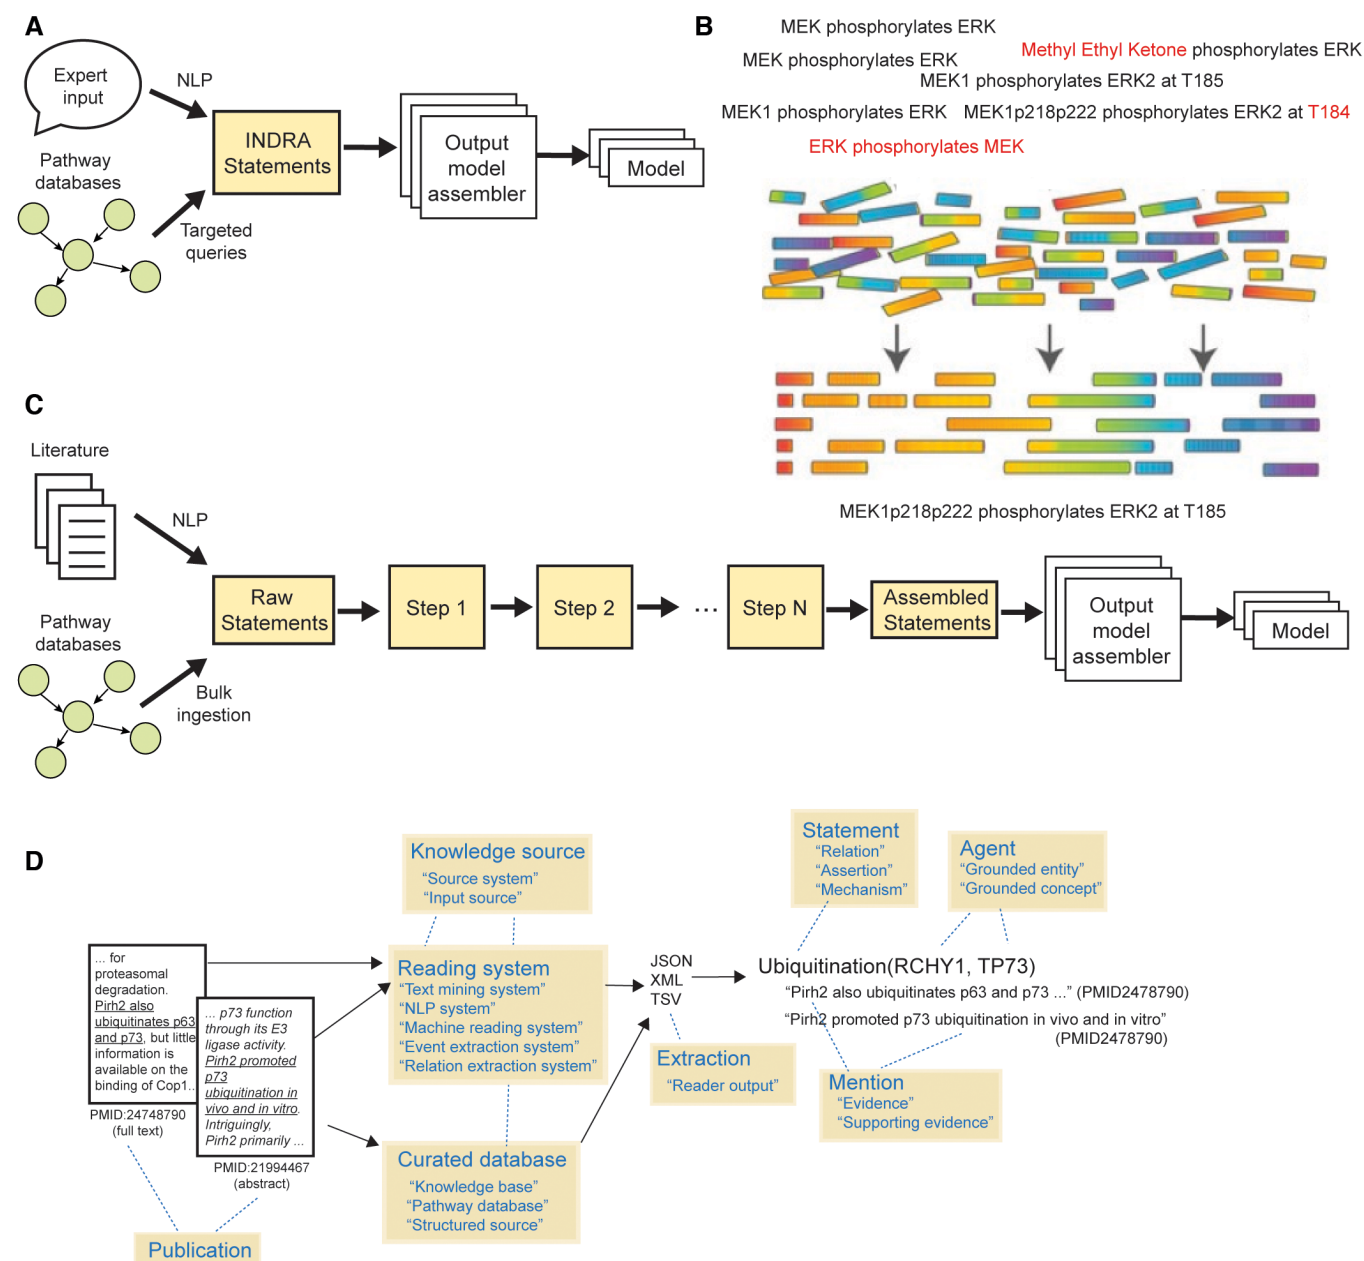 A
Expert
input
NLP
Pathway
databases
Targeted
queries
INDRA
Statements
Output
model
assembler
Model
B
MEK phosphorylates ERK
MEK phosphorylates ERK
Methyl Ethyl Ketone phosphorylates ERK
MEK1 phosphorylates ERK2 at T185
MEK1 phosphorylates ERK
MEK1p218p222 phosphorylates ERK2 at T184
ERK phosphorylates MEK
MEK1p218p222 phosphorylates ERK2 at T185
C
Literature
NLP
Pathway
databases
Bulk
ingestion
Raw
Statements
Step 1
Step 2
...
Step N
Assembled
Statements
Output
model
assembler
Model
D
... for
proteasomal
degradation.
Pirh2 also
ubiquitinates p63
and p73, but little
information is
available on the
binding of Cop1...
PMID:24748790
(full text)
... p73 function
through its E3
ligase activity.
Pirh2 promoted
p73
ubiquitination in
vivo and in vitro.
Intriguingly,
Pirh2 primarily ...
PMID:21994467
(abstract)
Publication
Knowledge source
“Source system”
“Input source”
Reading system
“Text mining system”
“NLP system”
“Machine reading system”
“Event extraction system”
“Relation extraction system”
Curated database
“Knowledge base”
“Pathway database”
“Structured source”
JSON
XML
TSV
Extraction
“Reader output”
Statement
“Relation”
“Assertion”
“Mechanism”
Agent
“Grounded entity”
“Grounded concept”
Ubiquitination(RCHY1, TP73)
“Pirh2 also ubiquitinates p63 and p73 ...” (PMID2478790)
“Pirh2 promoted p73 ubiquitination in vivo and in vitro”
(PMID2478790)
Mention
“Evidence”
“Supporting evidence”